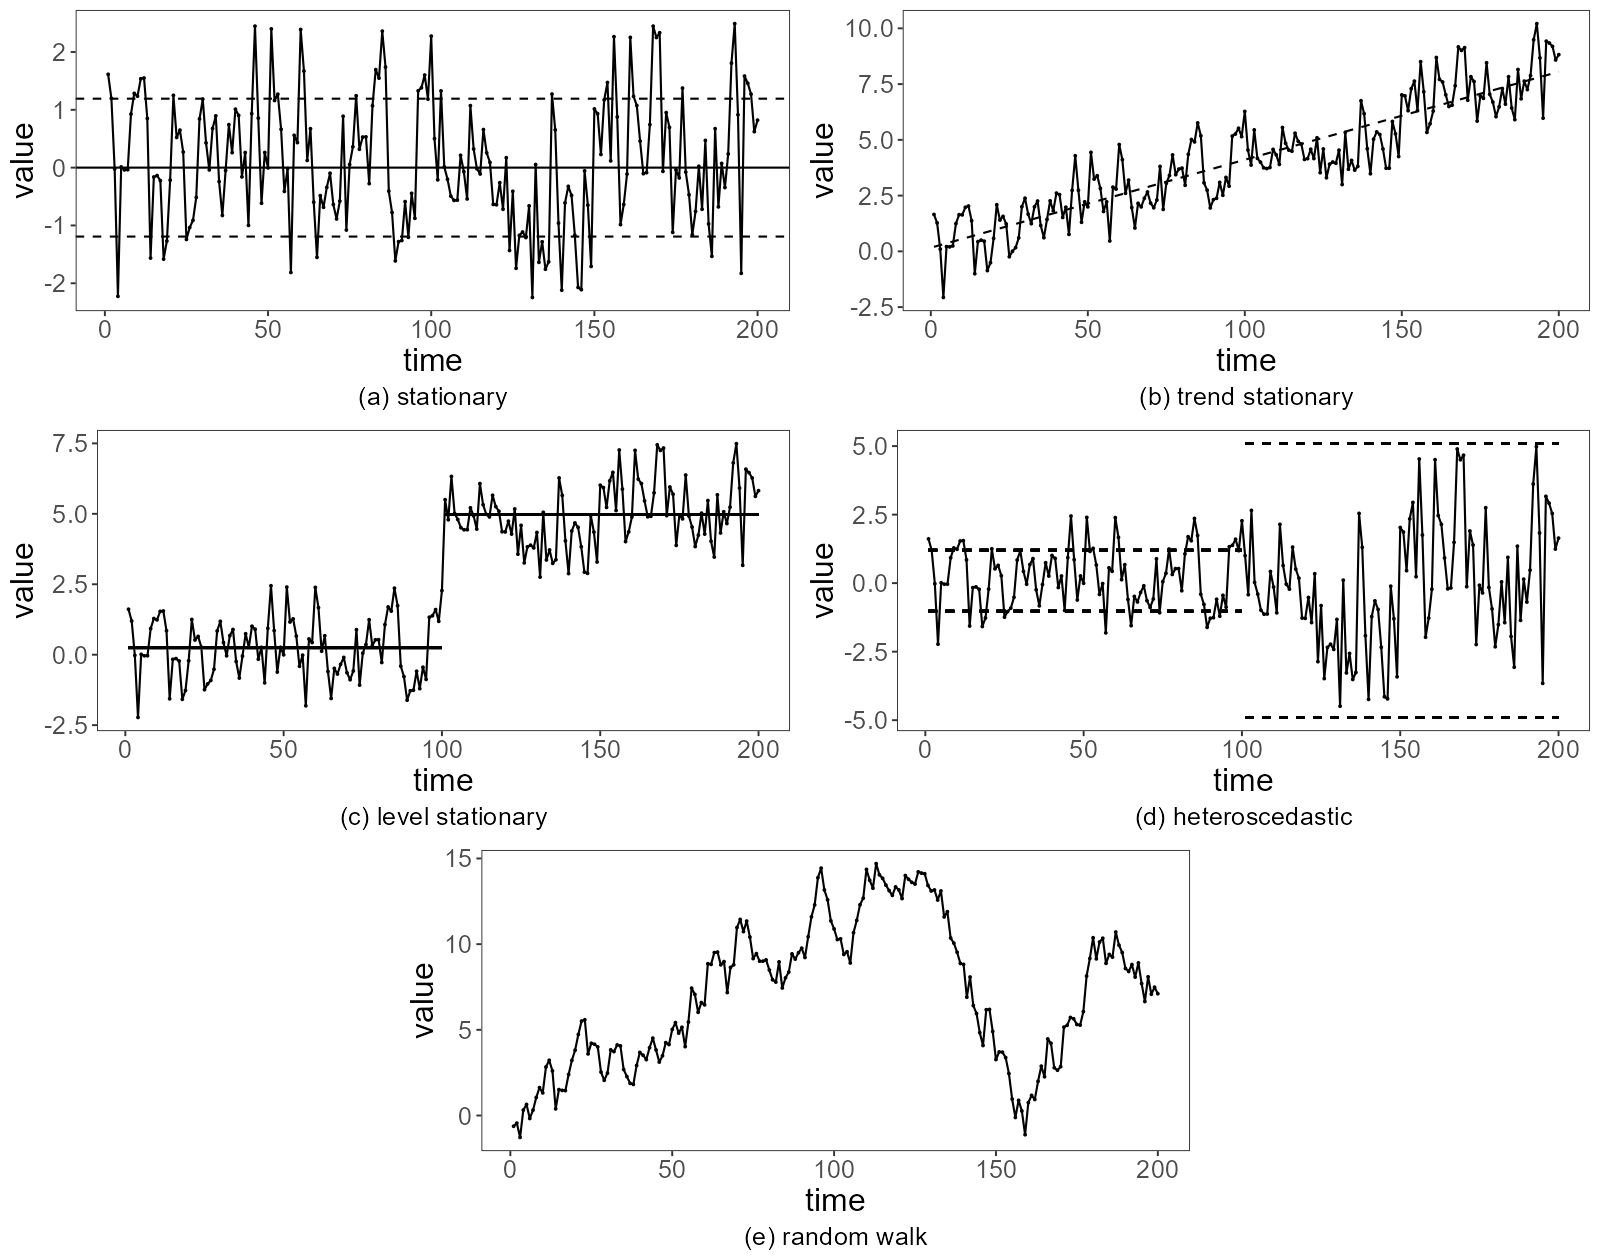 value
2
1
0
-1
-2
0 50 100 150 200
time
(a) stationary
value
10.0
7.5
5.0
2.5
0.0
-2.5
0 50 100 150 200
time
(b) trend stationary
value
7.5
5.0
2.5
0.0
-2.5
0 50 100 150 200
time
(c) level stationary
value
5.0
2.5
0.0
-2.5
-5.0
0 50 100 150 200
time
(d) heteroscedastic
value
15
10
5
0
0 50 100 150 200
time
(e) random walk